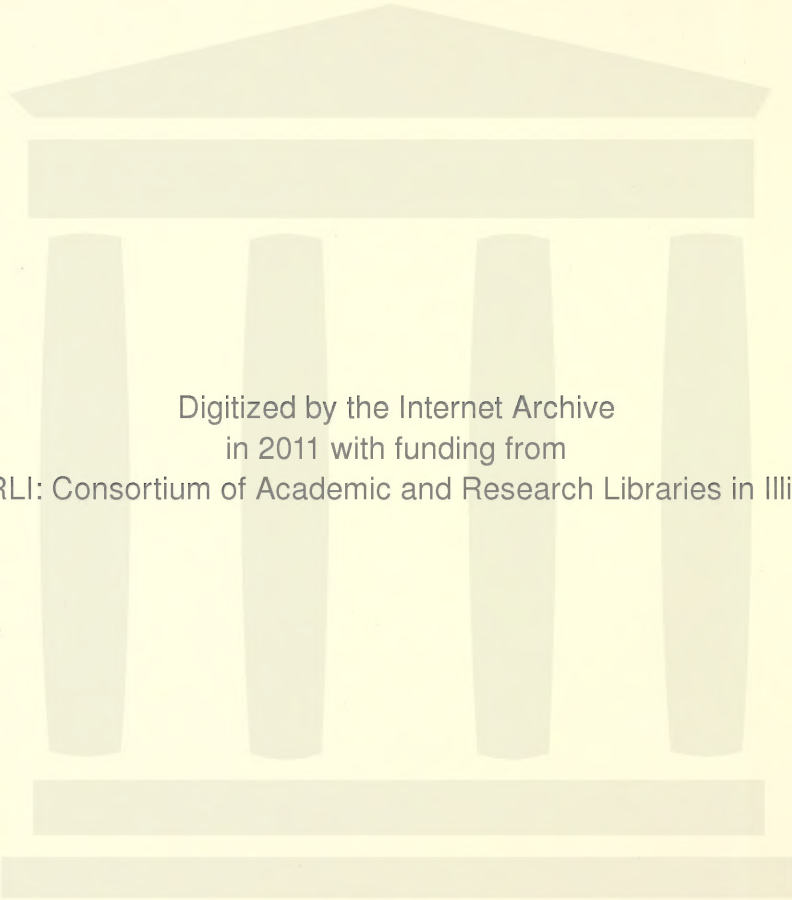 Digitized by the Internet Archive
in 2011 with funding from
RLI: Consortium of Academic and Research Libraries in Illi